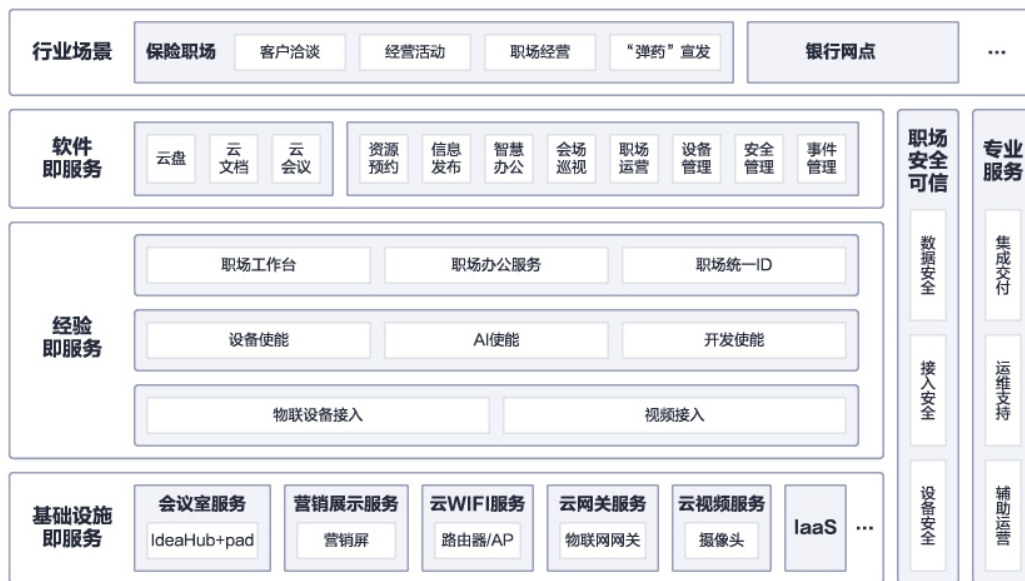 行业场景
保险职场
客户洽谈
经营活动
职场经营
“弹药”宣发
银行网点
...
软件
即服务
云盘
云
文档
云
会议
资源
预约
信息
发布
智慧
办公
会场
巡视
职场
运营
设备
管理
安全
管理
事件
管理
经验
即服务
职场工作台
职场办公服务
职场统一ID
设备使能
AI使能
开发使能
物联设备接入
视频接入
基础设施
即服务
会议室服务
IdeaHub+pad
营销展示服务
营销屏
云WIFI服务
路由器/AP
云网关服务
物联网网关
云视频服务
摄像头
IaaS
...
职场
安全
可信
数据安全
接入安全
设备安全
专业
服务
集成交付
运维支持
辅助运营